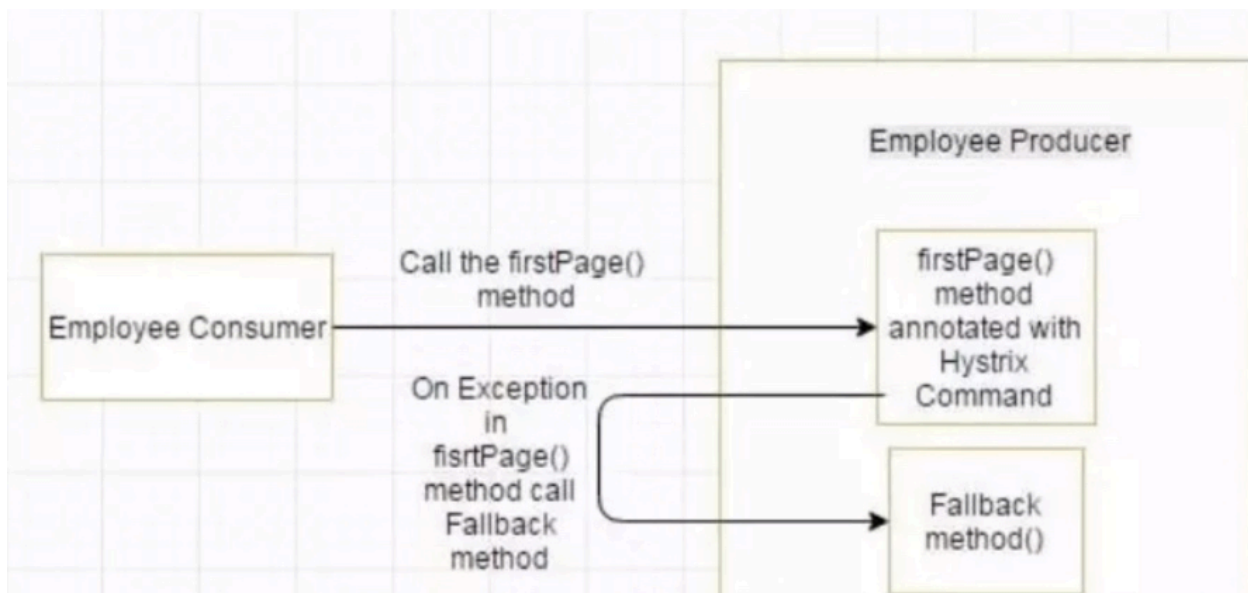 Employee Producer
Call the firstPage()
method
firstPage()
method
annotated with
Hystrix
Command
Employee Consumer
On Exception
in
fisrtPage()
method call
Fallback
method
Fallback
method()